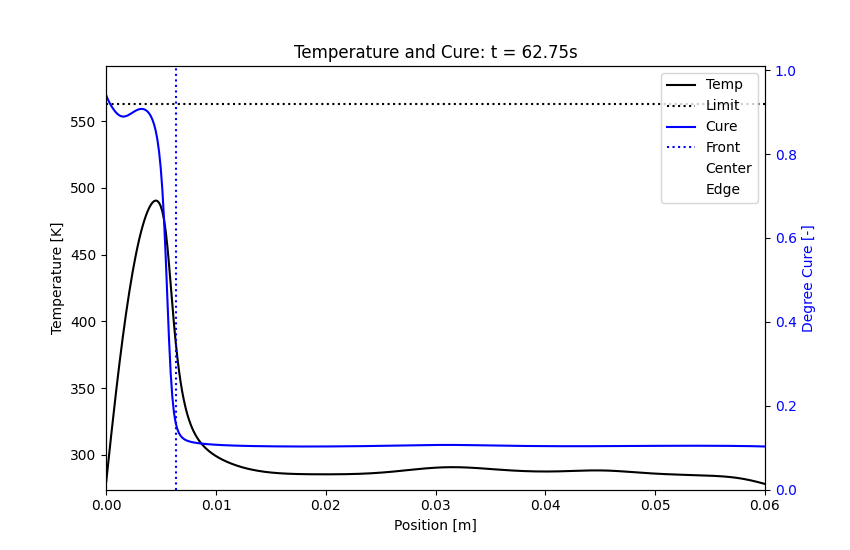 Temperature and Cure: t = 62.75s
Temp
Limit
Cure
Front
Center
Edge
Temperature [K]
550
500
450
400
350
300
Degree Cure [-]
1.0
0.8
0.6
0.4
0.2
0.0
0.00 0.01 0.02 0.03 0.04 0.05 0.06
Position [m]